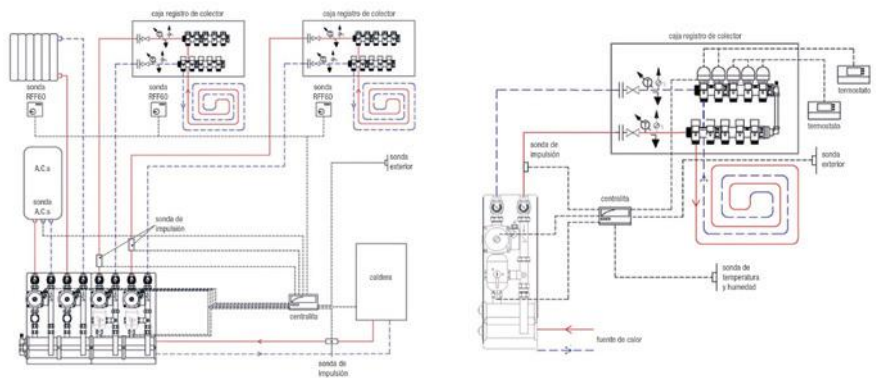 caja registro de colector
caja registro de colector
sonda
RFF60
sonda
RFF60
sonda
RFF60
A.C.s
sonda
A.C.s
sonda
exterior
sonda de
impulsión
caldera
centralita
sonda de
impulsión
caja registro de colector
termostato
termostato
sonda de
impulsión
sonda
exterior
centralita
sonda de
temperatura
y humedad
fuente de calor